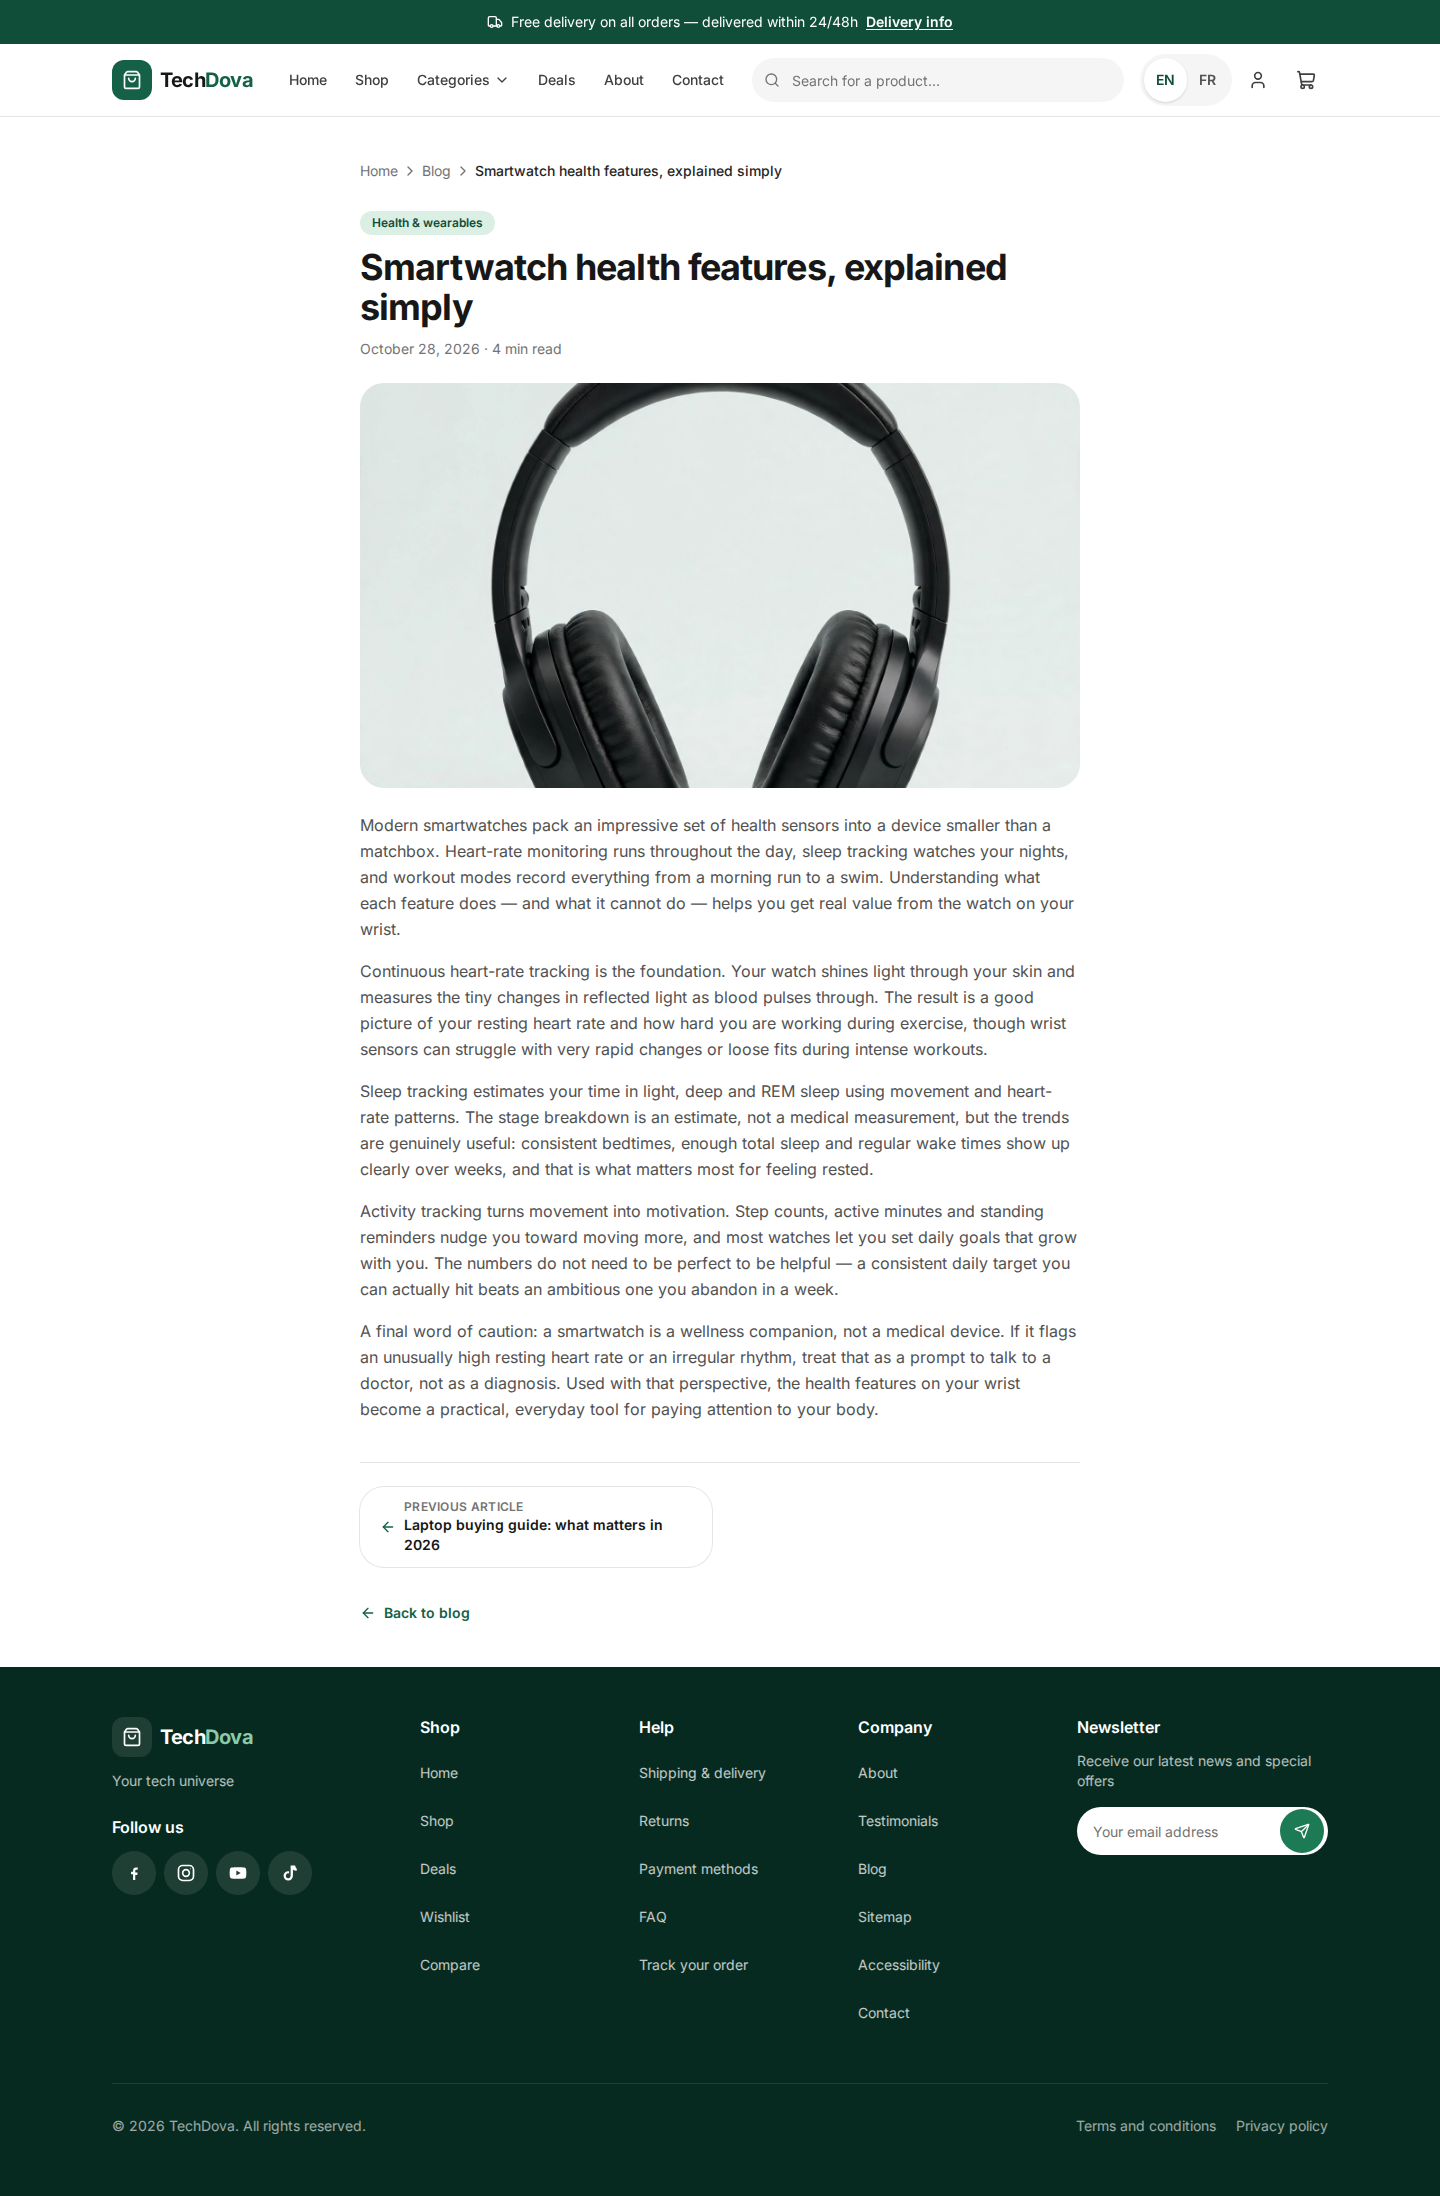 Free delivery on all orders — delivered within 24/48h Delivery info
TechDova
Home
Shop
Categories
Deals
About
Contact
Search for a product...
EN
FR
Home
Blog
Smartwatch health features, explained simply
Health & wearables
Smartwatch health features, explained
simply
October 28, 2026 · 4 min read
Modern smartwatches pack an impressive set of health sensors into a device smaller than a
matchbox. Heart-rate monitoring runs throughout the day, sleep tracking watches your nights,
and workout modes record everything from a morning run to a swim. Understanding what
each feature does — and what it cannot do — helps you get real value from the watch on your
wrist.
Continuous heart-rate tracking is the foundation. Your watch shines light through your skin and
measures the tiny changes in reflected light as blood pulses through. The result is a good
picture of your resting heart rate and how hard you are working during exercise, though wrist
sensors can struggle with very rapid changes or loose fits during intense workouts.
Sleep tracking estimates your time in light, deep and REM sleep using movement and heart-
rate patterns. The stage breakdown is an estimate, not a medical measurement, but the trends
are genuinely useful: consistent bedtimes, enough total sleep and regular wake times show up
clearly over weeks, and that is what matters most for feeling rested.
Activity tracking turns movement into motivation. Step counts, active minutes and standing
reminders nudge you toward moving more, and most watches let you set daily goals that grow
with you. The numbers do not need to be perfect to be helpful — a consistent daily target you
can actually hit beats an ambitious one you abandon in a week.
A final word of caution: a smartwatch is a wellness companion, not a medical device. If it flags
an unusually high resting heart rate or an irregular rhythm, treat that as a prompt to talk to a
doctor, not as a diagnosis. Used with that perspective, the health features on your wrist
become a practical, everyday tool for paying attention to your body.
PREVIOUS ARTICLE
Laptop buying guide: what matters in
2026
Back to blog
TechDova
Your tech universe
Follow us
Shop
Home
Shop
Deals
Wishlist
Compare
Help
Shipping & delivery
Returns
Payment methods
FAQ
Track your order
Company
About
Testimonials
Blog
Sitemap
Accessibility
Contact
Newsletter
Receive our latest news and special
offers
Your email address
© 2026 TechDova. All rights reserved.
Terms and conditions
Privacy policy